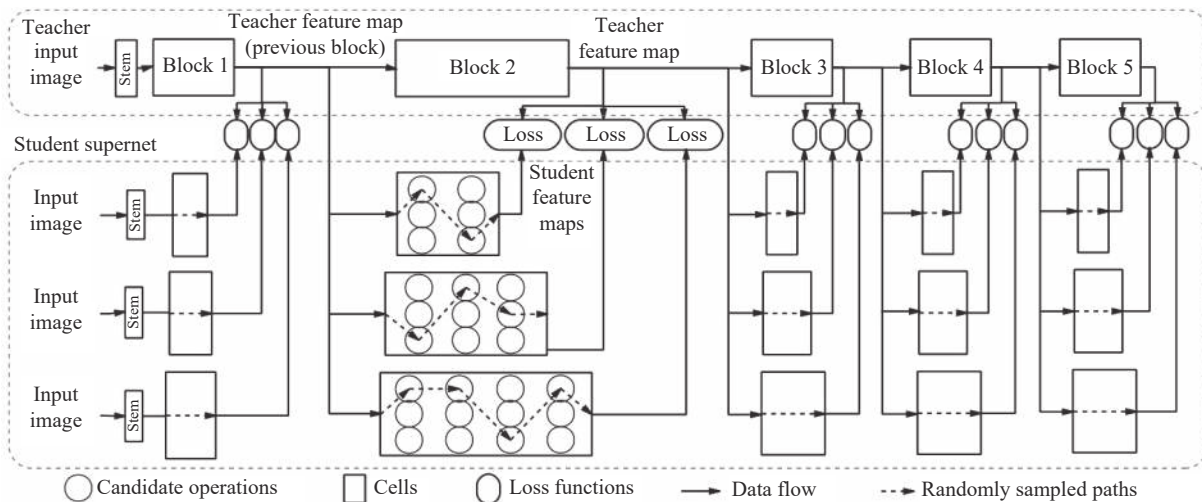 Teacher
input
image
Stem
Block 1
Teacher feature map
(previous block)
Block 2
Teacher
feature map
Block 3
Block 4
Block 5
Loss
Loss
Loss
Student supernet
Input
image
Stem
Student
feature
maps
Input
image
Stem
Input
image
Stem
Candidate operations
Cells
Loss functions
Data flow
Randomly sampled paths